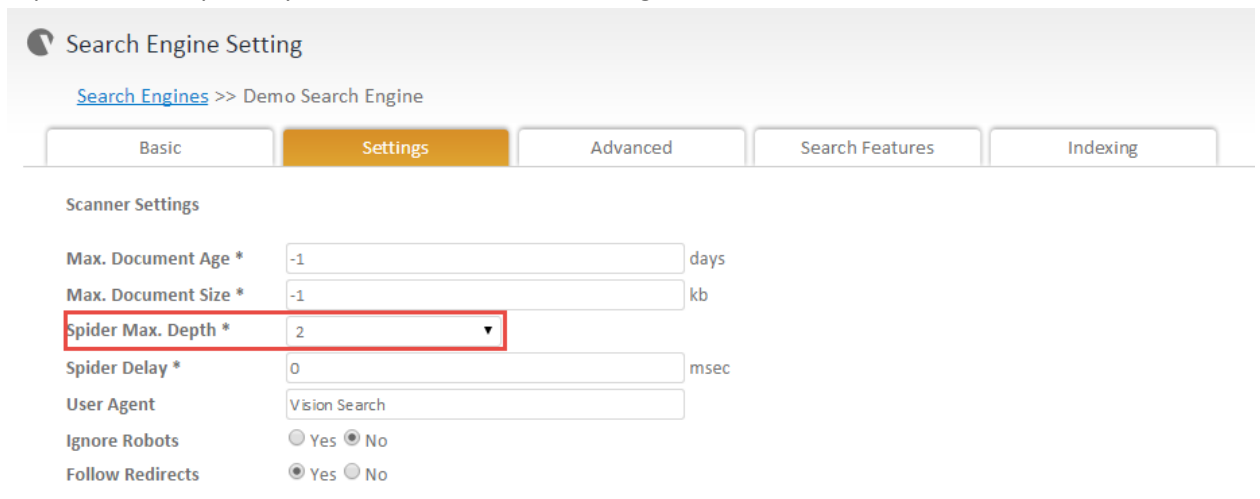 Search Engine Setting
Search Engines >> Demo Search Engine
Basic Settings Advanced Search Features Indexing
Scanner Settings
Max. Document Age * -1 days
Max. Document Size * -1 kb
Spider Max. Depth * 2
Spider Delay * 0 msec
User Agent Vision Search
Ignore Robots Yes No
Follow Redirects Yes No